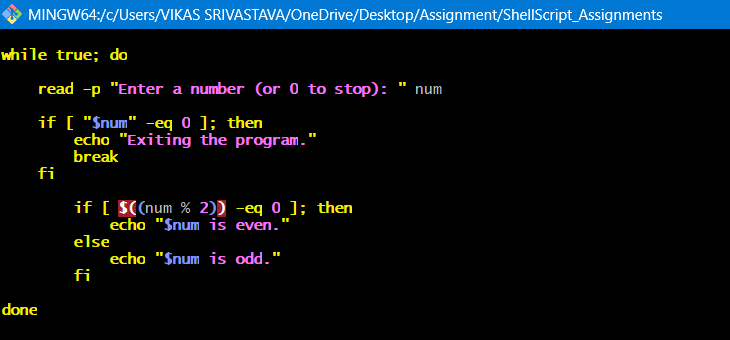 MINGW64:/c/Users/VIKAS SRIVASTAVA/OneDrive/Desktop/Assignment/ShellScript_Assignments
while true; do
    read -p "Enter a number (or 0 to stop): " num
    if [ "$num" -eq 0 ]; then
        echo "Exiting the program."
        break
    fi
        if [ $((num % 2)) -eq 0 ]; then
            echo "$num is even."
        else
            echo "$num is odd."
        fi
done